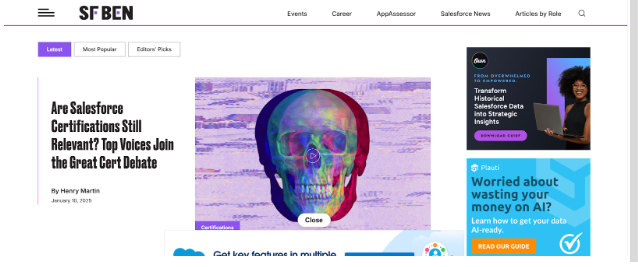 SF BEN
Events
Career
AppAssessor
Salesforce News
Articles by Role
Latest
Most Popular
Editors' Picks
Are Salesforce
Certifications Still
Relevant? Top Voices Join
the Great Cert Debate
By Henry Martin
January 10, 2025
Certifications
Close
Get key features in multiple
Own
FROM OVERWHELMED
TO EMPOWERED
Transform
Historical
Salesforce Data
into Strategic
Insights
DOWNLOAD EBOOK
Plauti
Worried about
wasting your
money on AI?
Learn how to get your data
AI-ready.
READ OUR GUIDE